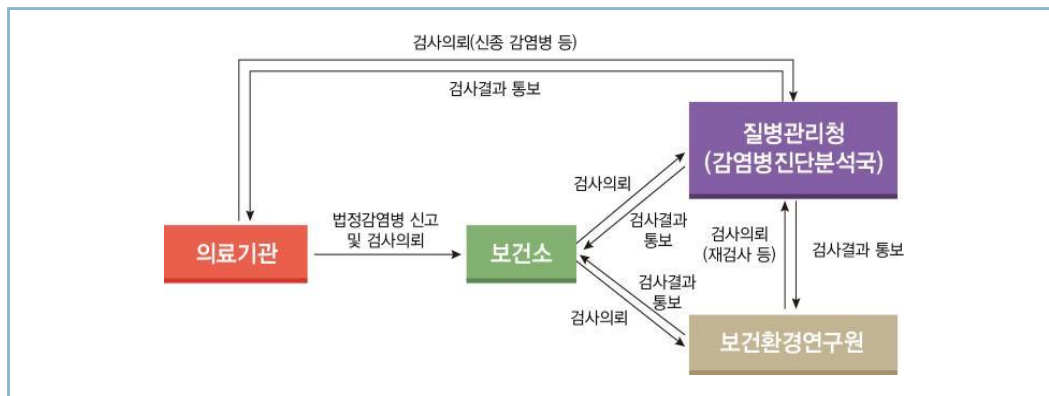 검사의뢰(신종 감염병 등)
검사결과 통보
질병관리청
(감염병진단분석국)
검사의뢰
법정감염병 신고
및 검사의뢰
검사결과
통보
검사의뢰
(재검사 등)
검사결과 통보
의료기관
보건소
검사결과
통보
검사의뢰
보건환경연구원